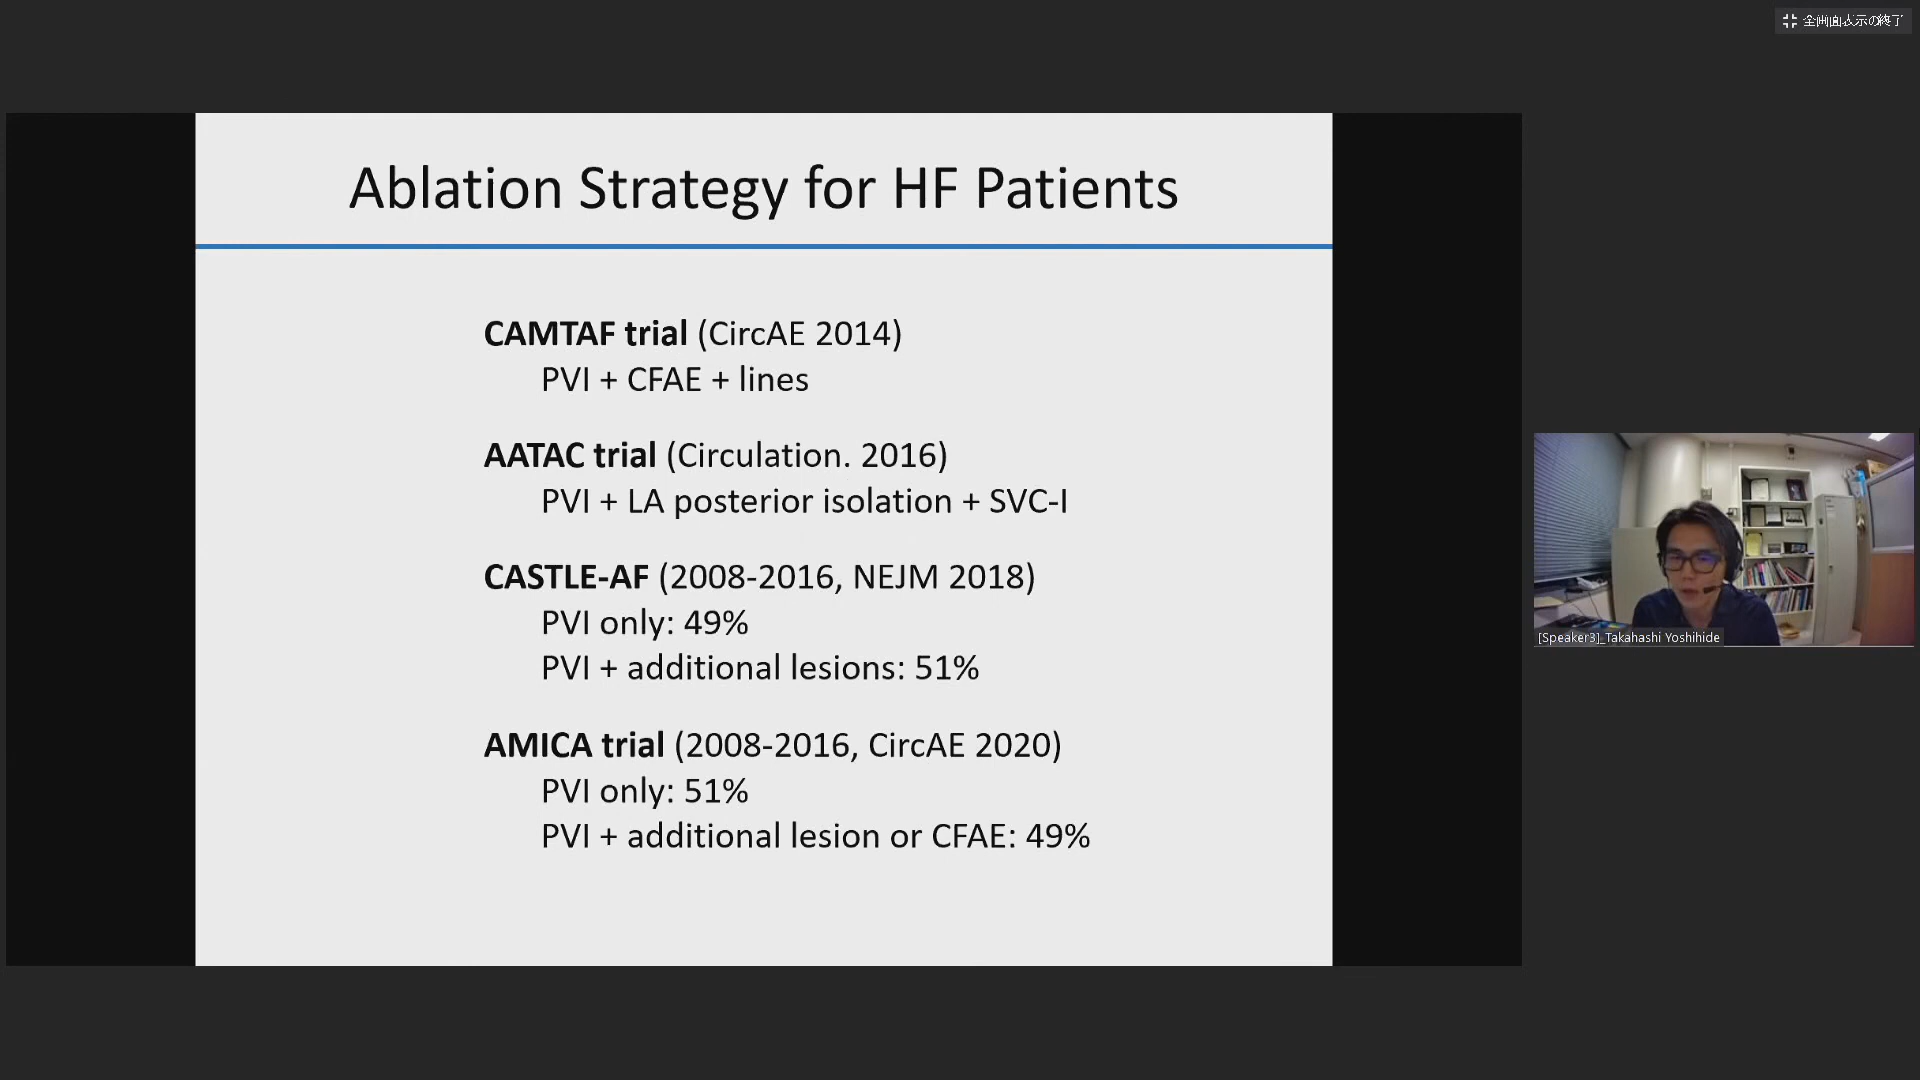 全画面表示の終了
Ablation Strategy for HF Patients
CAMTAF trial (CircAE 2014)
PVI + CFAE + lines
AATAC trial (Circulation. 2016)
PVI + LA posterior isolation + SVC-I
CASTLE-AF (2008-2016, NEJM 2018)
PVI only: 49%
PVI + additional lesions: 51%
AMICA trial (2008-2016, CircAE 2020)
PVI only: 51%
PVI + additional lesion or CFAE: 49%
[Speaker3]_Takahashi Yoshihide